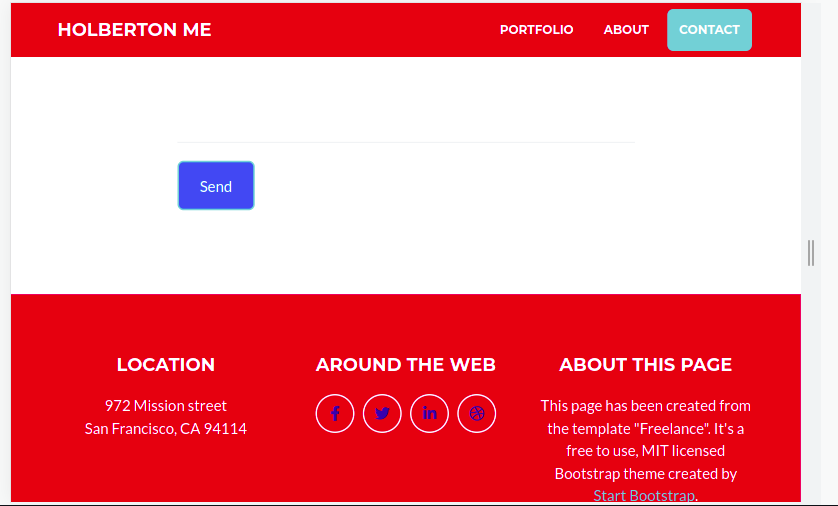 HOLBERTON ME
PORTFOLIO
ABOUT
CONTACT
Send
LOCATION
972 Mission street
San Francisco, CA 94114
AROUND THE WEB
ABOUT THIS PAGE
This page has been created from
the template "Freelance". It's a
free to use, MIT licensed
Bootstrap theme created by
Start Bootstrap.